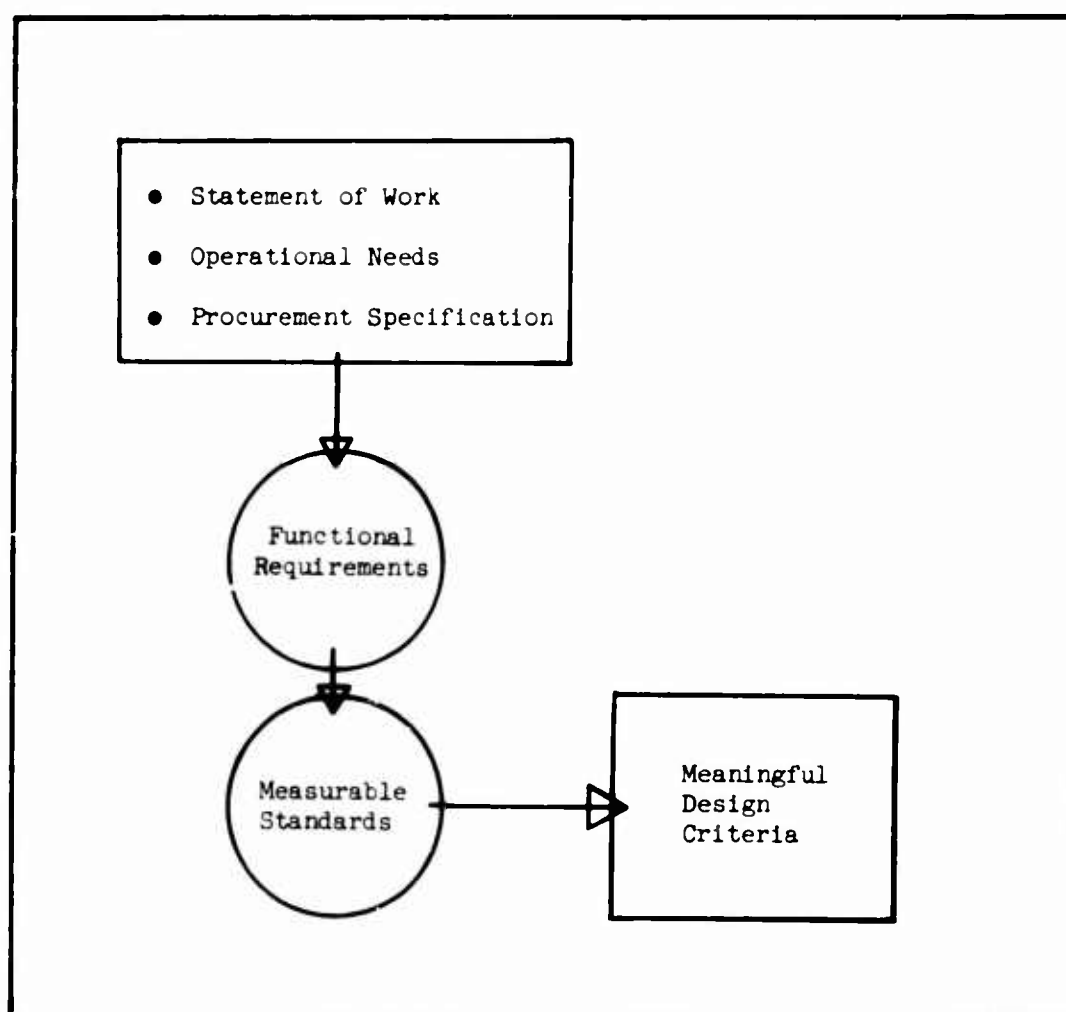 ● Statement of Work
● Operational Needs
● Procurement Specification
Functional
Requirements
Measurable
Standards
Meaningful
Design
Criteria